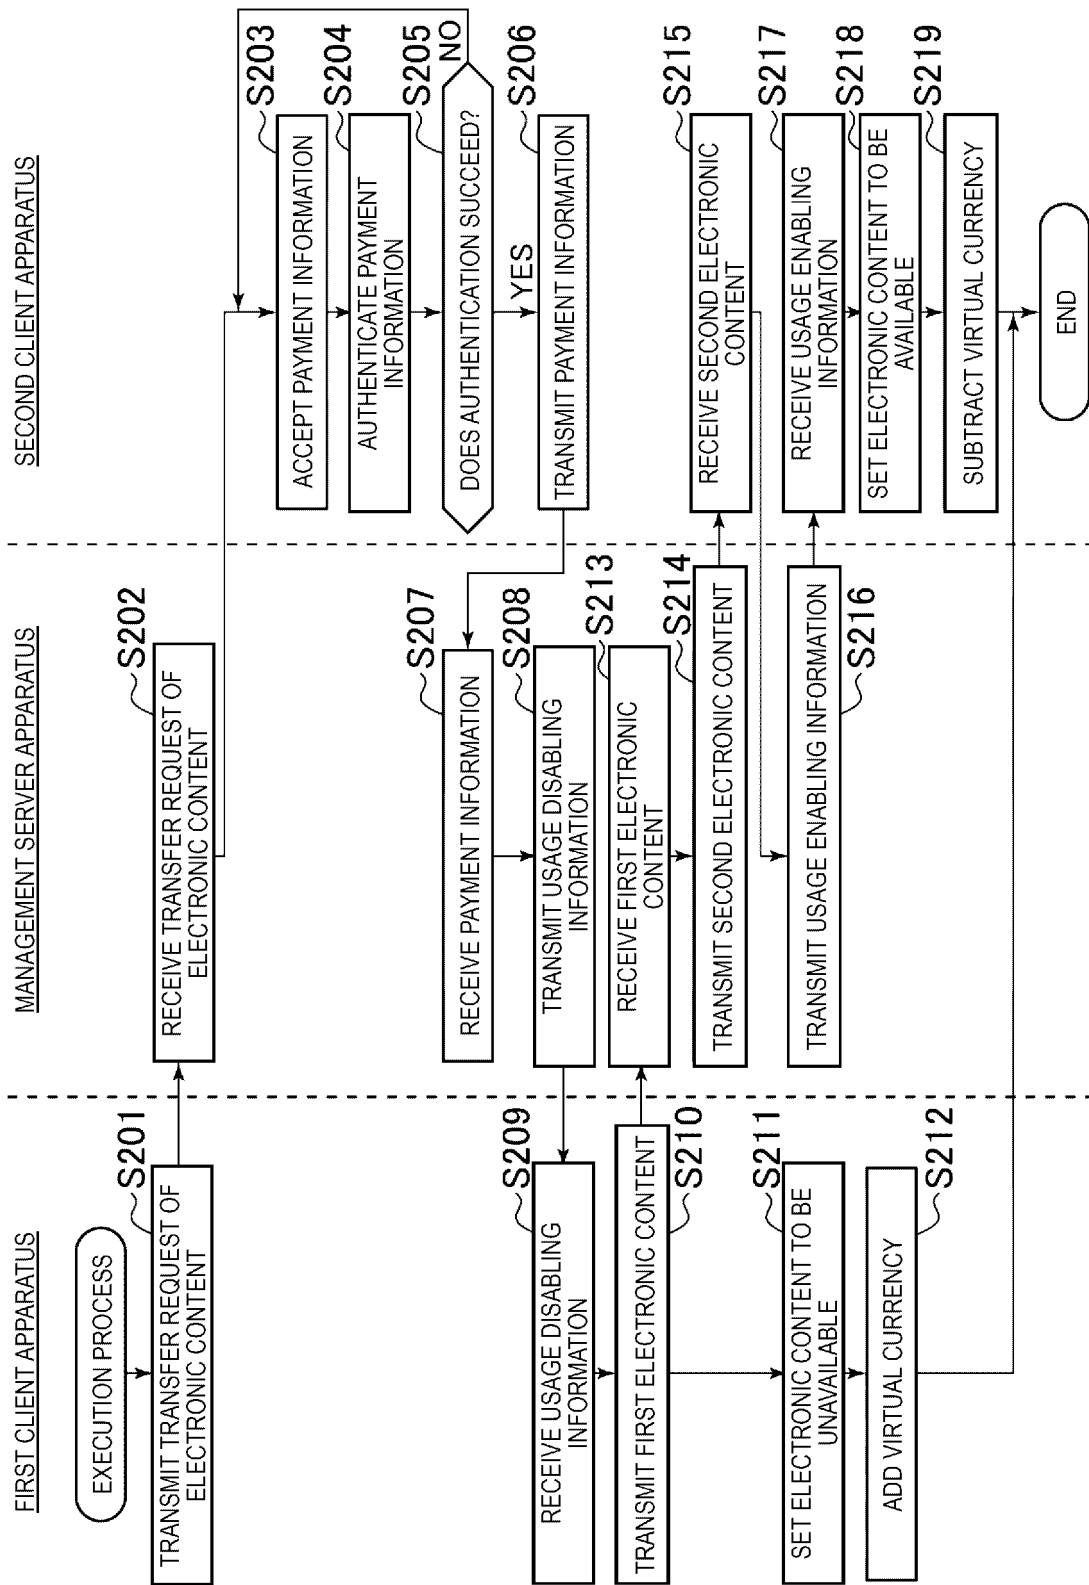 FIRST CLIENT APPARATUS
EXECUTION PROCESS
S201
TRANSMIT TRANSFER REQUEST OF
ELECTRONIC CONTENT
S209
RECEIVE USAGE DISABLING
INFORMATION
TRANSMIT FIRST ELECTRONIC CONTENT
S210
S211
SET ELECTRONIC CONTENT TO BE
UNAVAILABLE
ADD VIRTUAL CURRENCY
S212
MANAGEMENT SERVER APPARATUS
S202
RECEIVE TRANSFER REQUEST OF
ELECTRONIC CONTENT
S207
RECEIVE PAYMENT INFORMATION
S208
TRANSMIT USAGE DISABLING
INFORMATION
S213
RECEIVE FIRST ELECTRONIC
CONTENT
S214
TRANSMIT SECOND ELECTRONIC CONTENT
TRANSMIT USAGE ENABLING INFORMATION
S216
SECOND CLIENT APPARATUS
S203
ACCEPT PAYMENT INFORMATION
S204
AUTHENTICATE PAYMENT
INFORMATION
S205
DOES AUTHENTICATION SUCCEED?
NO
YES
S206
TRANSMIT PAYMENT INFORMATION
S215
RECEIVE SECOND ELECTRONIC
CONTENT
S217
RECEIVE USAGE ENABLING
INFORMATION
S218
SET ELECTRONIC CONTENT TO BE
AVAILABLE
S219
SUBTRACT VIRTUAL CURRENCY
END